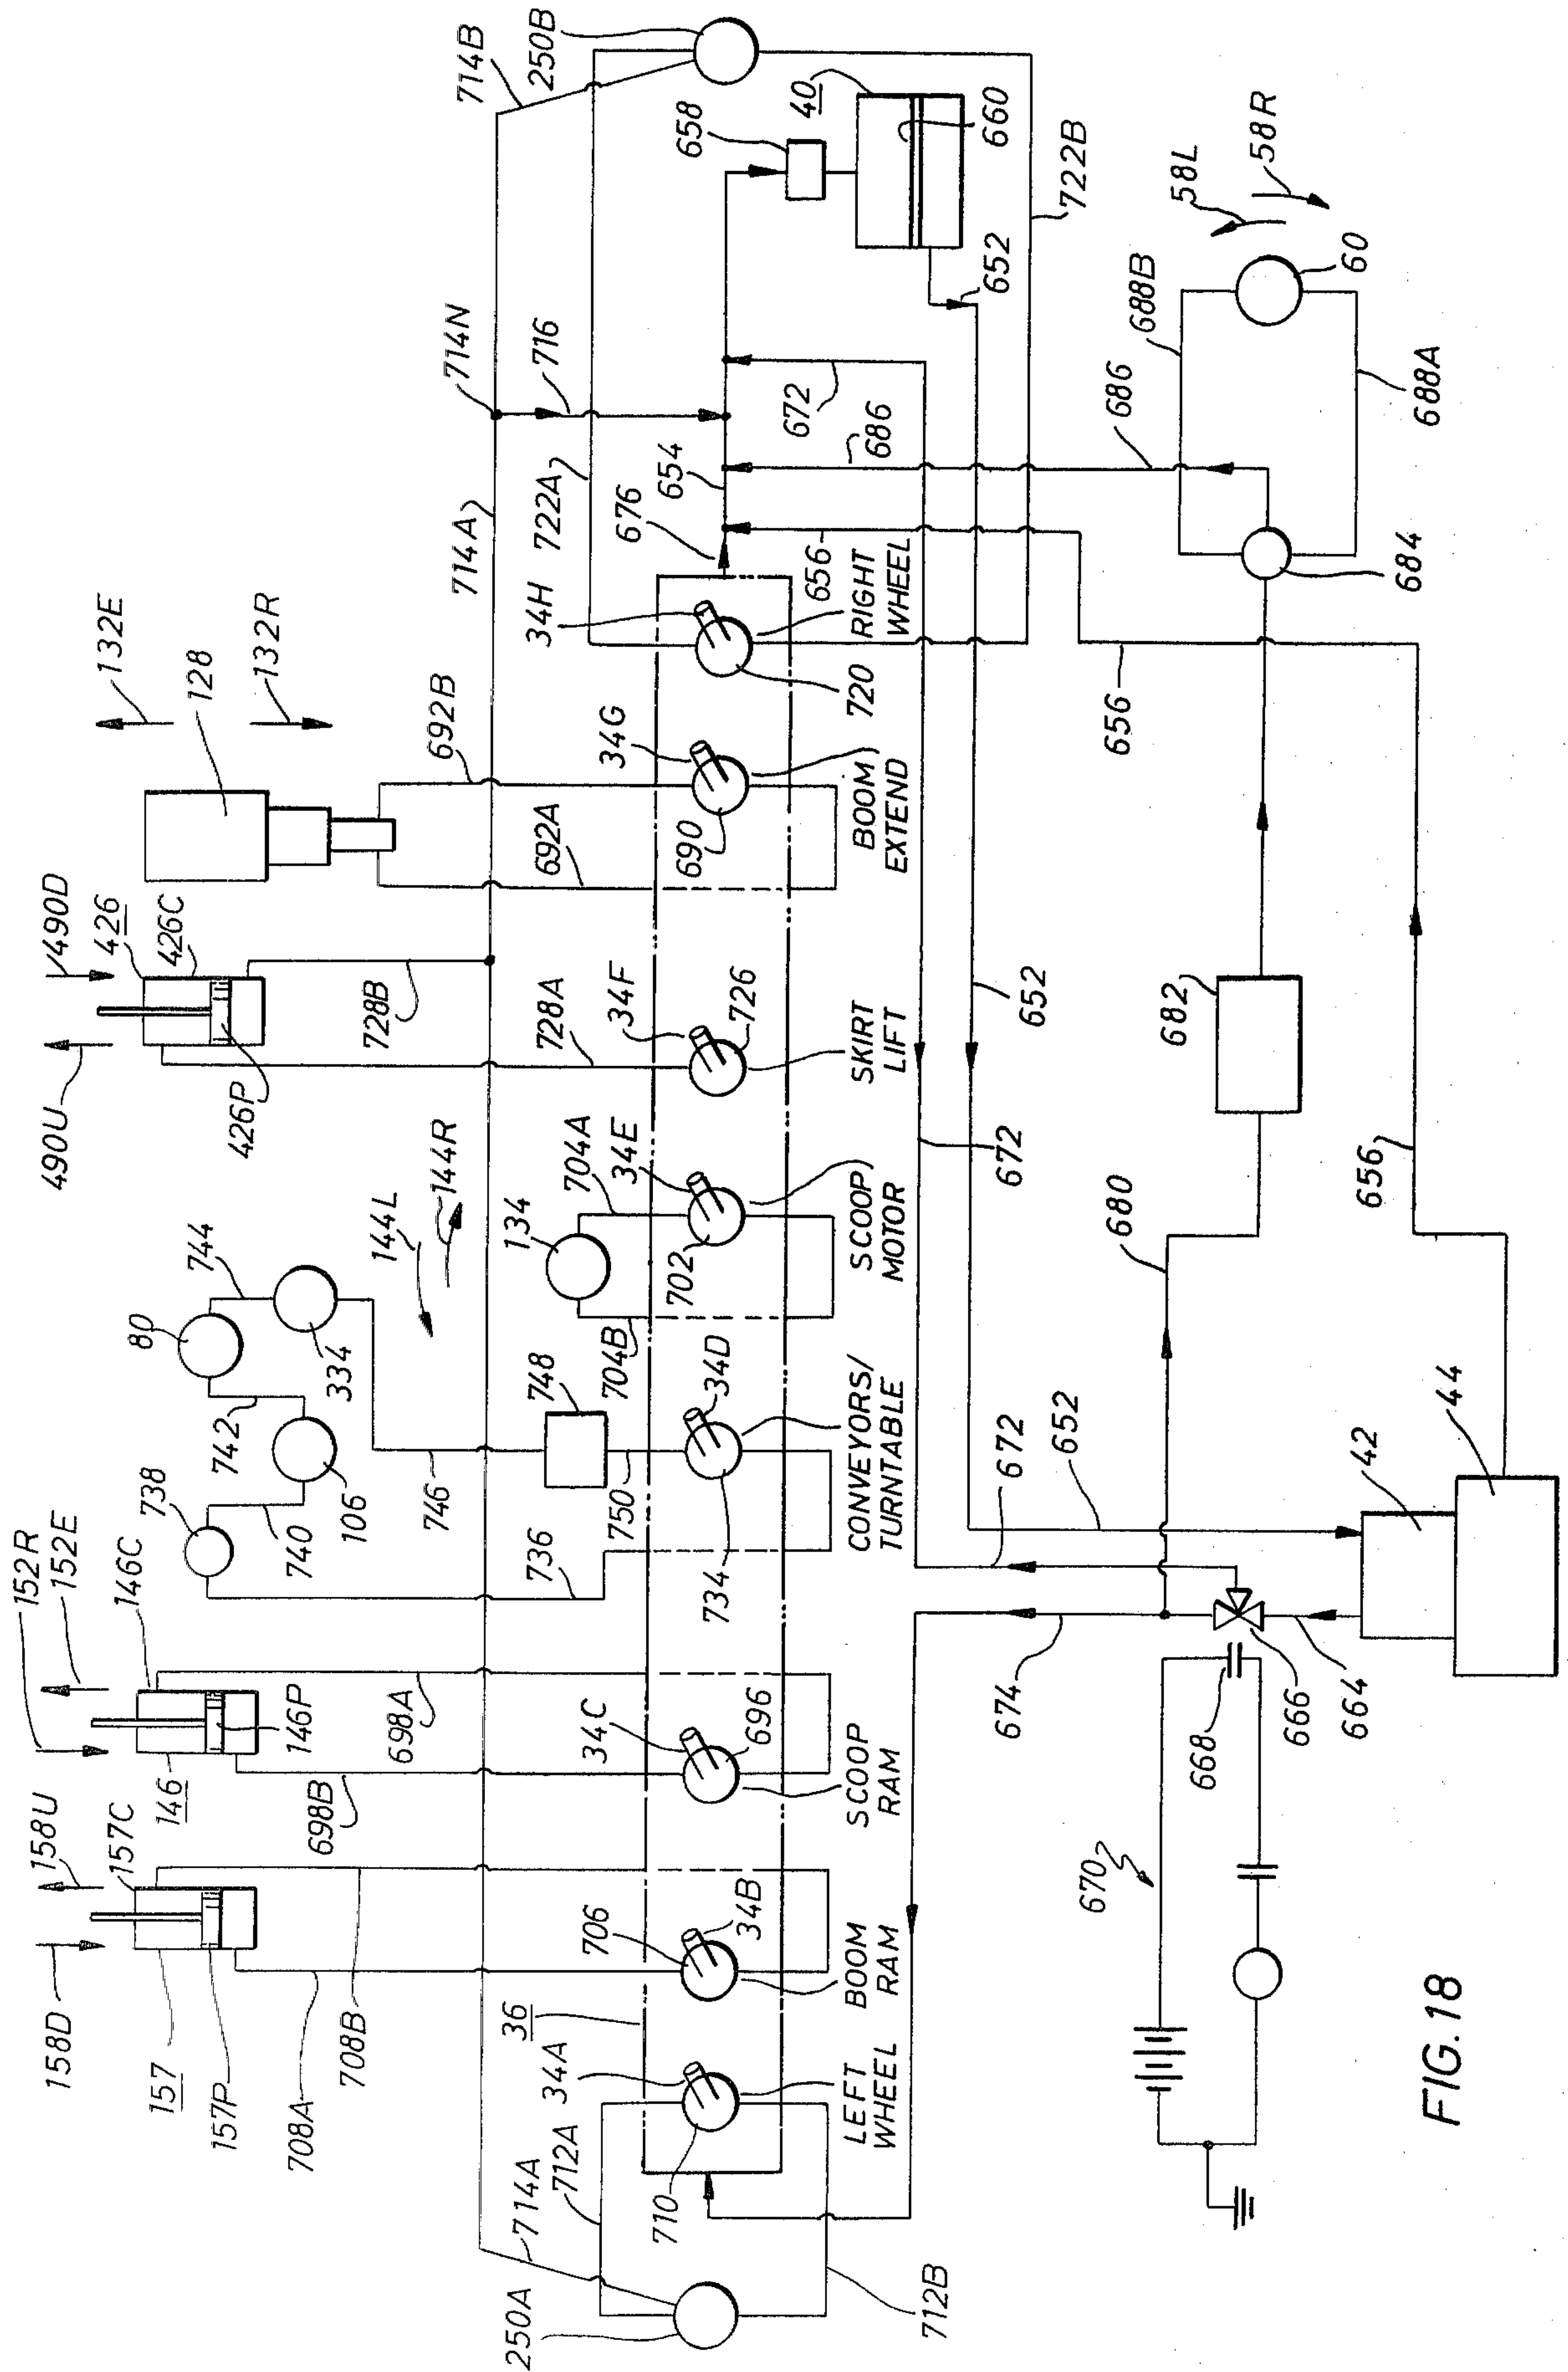 490U
490D
152R
152E
158U
158D
146C
157C
157
157P
146
146P
738
740
742
106
80
744
334
426
426C
426P
132E
128
132R
708A
708B
698B
698A
736
746
144L
144R
728B
728A
692A
692B
714A
714N
714B
250B
716
722A
658
40
660
714A
712A
250A
710
34A
36
706
34B
34C
696
748
750
34D
734
134
704A
704B
702
34E
34F
726
690
34G
34H
720
676
654
LEFT
WHEEL
BOOM
RAM
SCOOP
RAM
CONVEYORS/
TURNTABLE
SCOOP
MOTOR
SKIRT
LIFT
BOOM
EXTEND
RIGHT
WHEEL
656
686
672
652
722B
712B
674
672
652
672
652
656
686
688B
58L
58R
60
688A
684
682
680
656
670
668
666
664
42
44
FIG.18